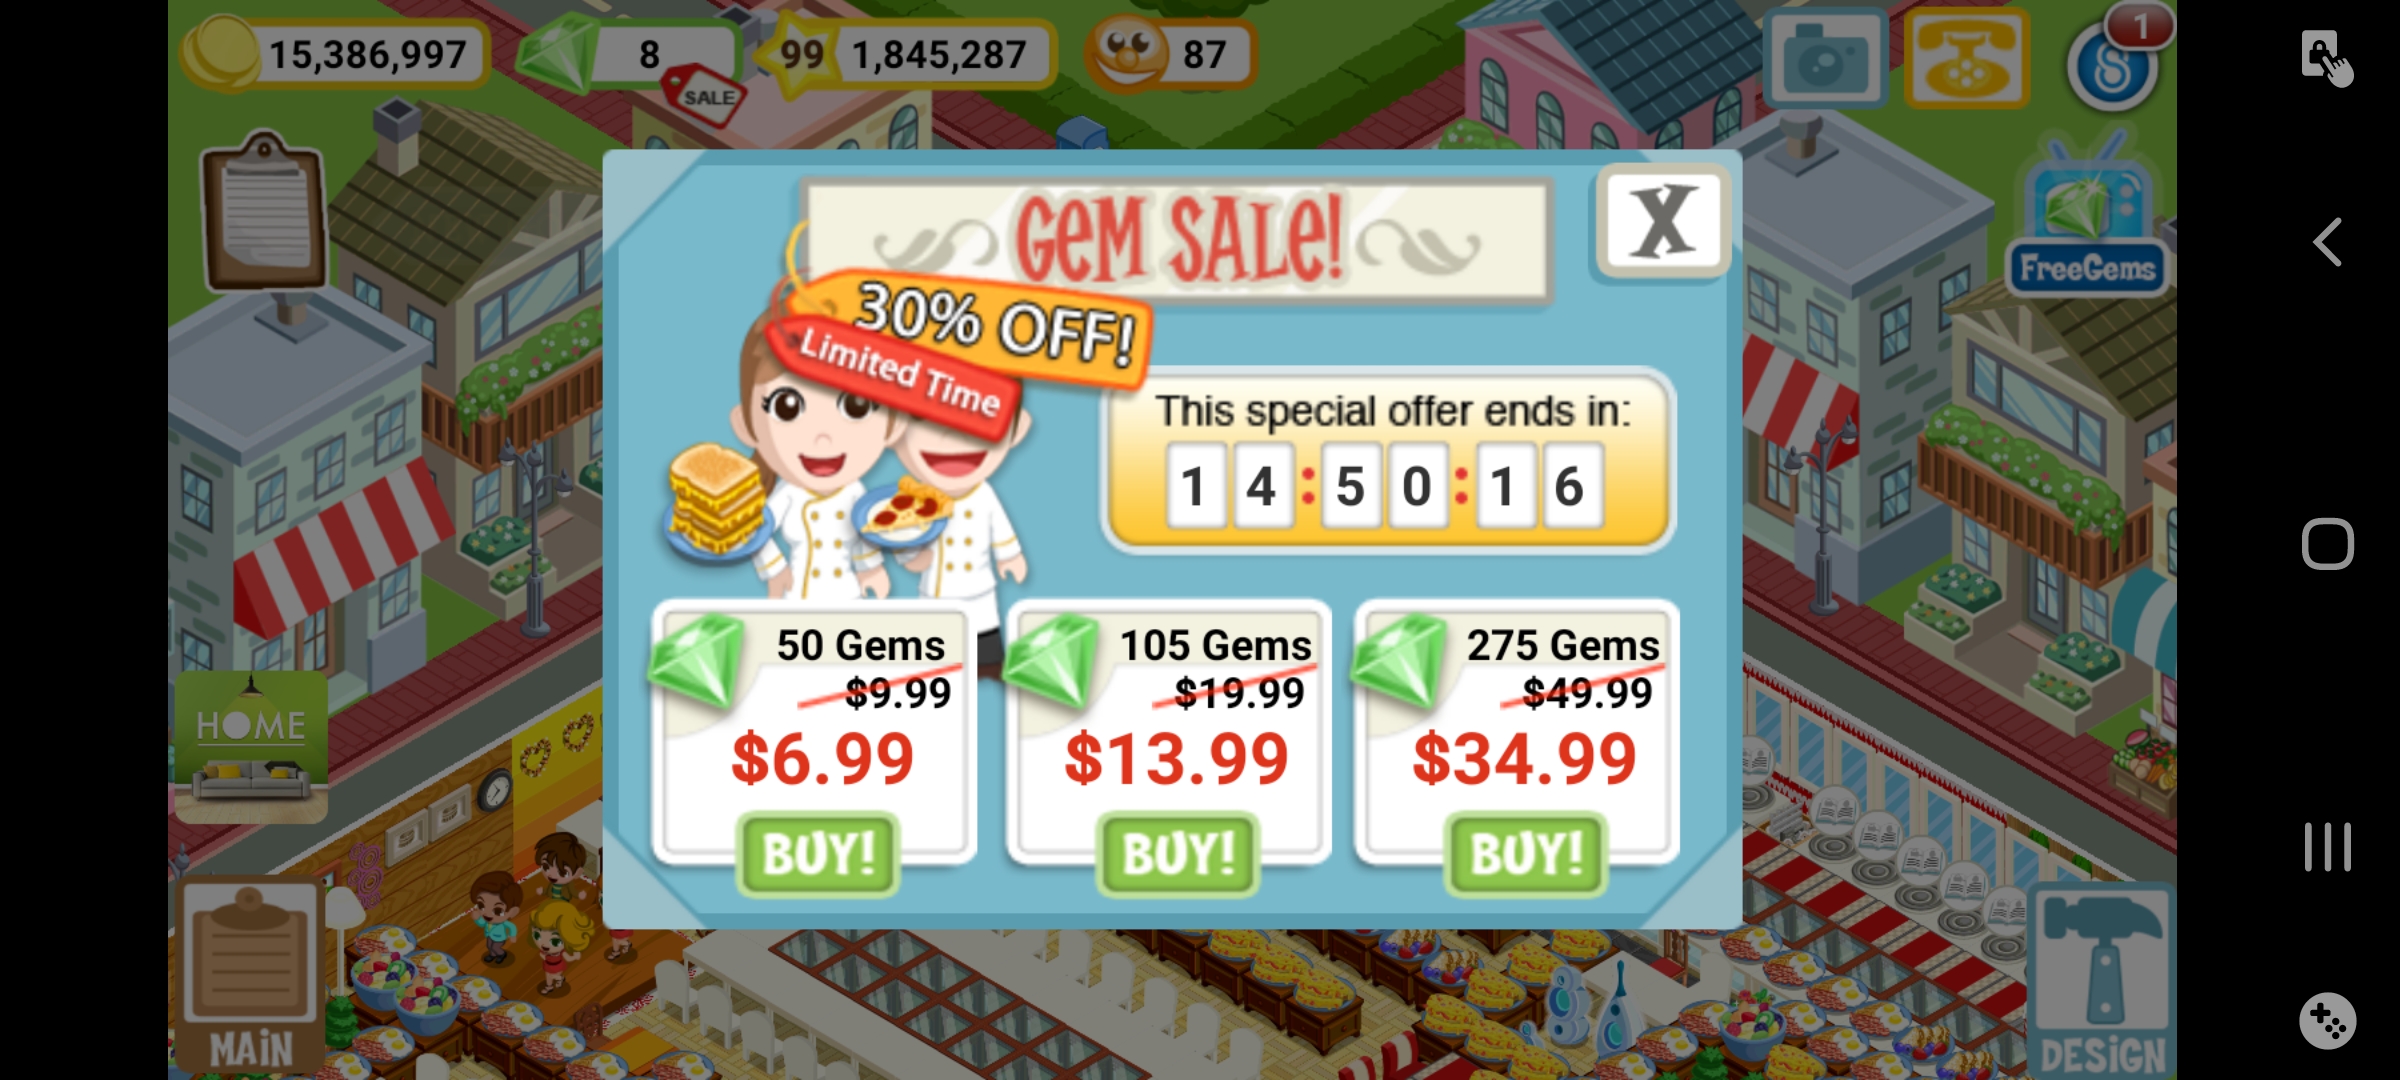 15,386,997
8
SALE
99
1,845,287
87
1
GEM SALE!
X
30% OFF!
Limited Time
This special offer ends in:
14:50:16
FreeGems
50 Gems
$9.99
$6.99
BUY!
105 Gems
$19.99
$13.99
BUY!
275 Gems
$49.99
$34.99
BUY!
HOME
MAIN
DESIGN